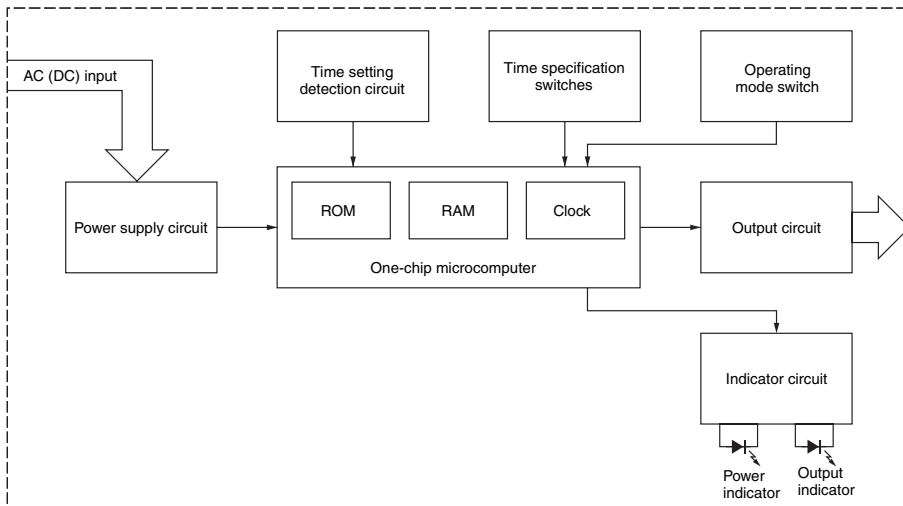 AC (DC) input
Time setting
detection circuit
Time specification
switches
Operating
mode switch
Power supply circuit
ROM
RAM
Clock
One-chip microcomputer
Output circuit
Indicator circuit
Power
indicator
Output
indicator